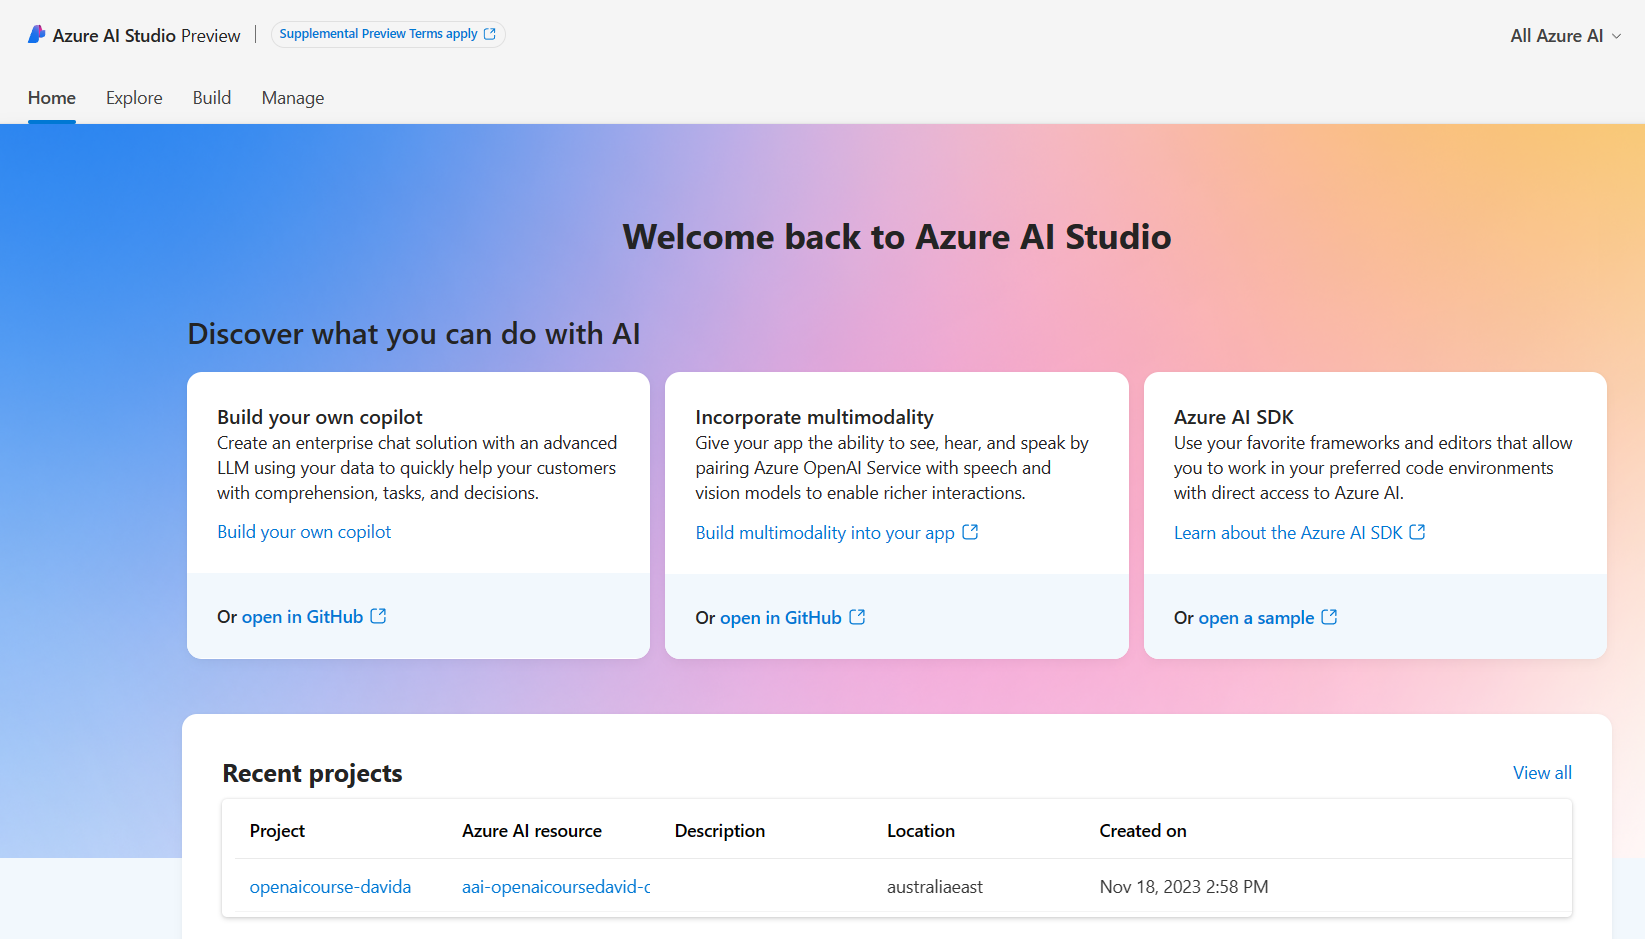 Azure AI Studio Preview
Supplemental Preview Terms apply
All Azure AI
Home Explore Build Manage
Welcome back to Azure AI Studio
Discover what you can do with AI
Build your own copilot
Create an enterprise chat solution with an advanced
LLM using your data to quickly help your customers
with comprehension, tasks, and decisions.
Build your own copilot
Or open in GitHub
Incorporate multimodality
Give your app the ability to see, hear, and speak by
pairing Azure OpenAI Service with speech and
vision models to enable richer interactions.
Build multimodality into your app
Or open in GitHub
Azure AI SDK
Use your favorite frameworks and editors that allow
you to work in your preferred code environments
with direct access to Azure AI.
Learn about the Azure AI SDK
Or open a sample
Recent projects
View all
Project Azure AI resource Description Location Created on
openaicourse-davida aai-openaicoursedavid-c australiaeast Nov 18, 2023 2:58 PM